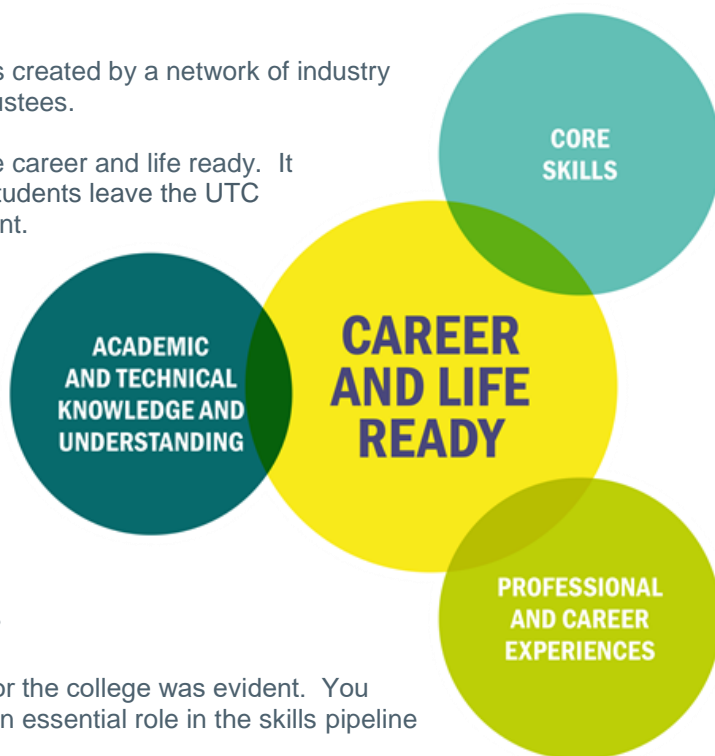 s created by a network of industry
ustees.
e career and life ready. It
tudents leave the UTC
nt.
CORE
SKILLS
ACADEMIC
AND TECHNICAL
KNOWLEDGE AND
UNDERSTANDING
CAREER
AND LIFE
READY
PROFESSIONAL
AND CAREER
EXPERIENCES
or the college was evident. You
n essential role in the skills pipeline